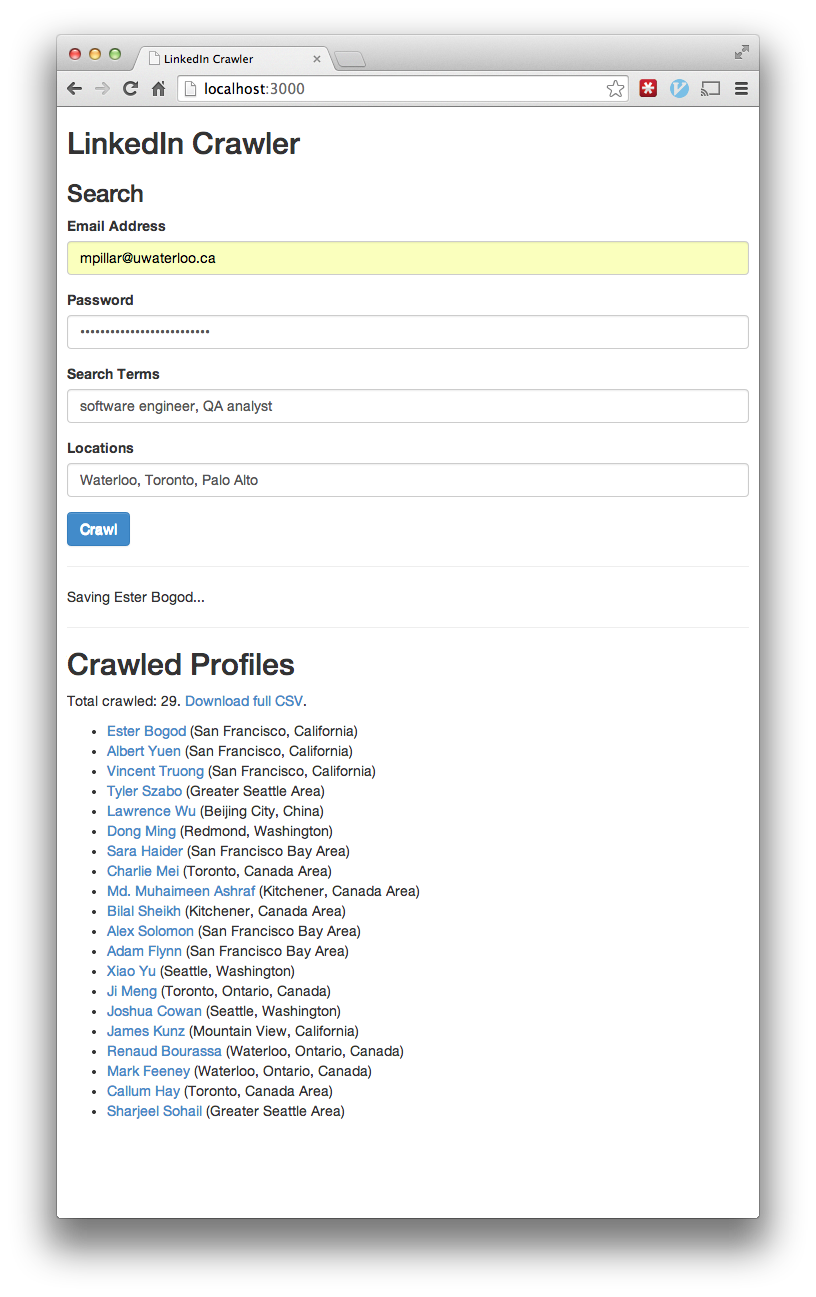 LinkedIn Crawler
localhost:3000
LinkedIn Crawler
Search
Email Address
mpillar@uwaterloo.ca
Password
••••••••••••••••••••••••••
Search Terms
software engineer, QA analyst
Locations
Waterloo, Toronto, Palo Alto
Crawl
Saving Ester Bogod...
Crawled Profiles
Total crawled: 29. Download full CSV.
• Ester Bogod (San Francisco, California)
• Albert Yuen (San Francisco, California)
• Vincent Truong (San Francisco, California)
• Tyler Szabo (Greater Seattle Area)
• Lawrence Wu (Beijing City, China)
• Dong Ming (Redmond, Washington)
• Sara Haider (San Francisco Bay Area)
• Charlie Mei (Toronto, Canada Area)
• Md. Muhaimeen Ashraf (Kitchener, Canada Area)
• Bilal Sheikh (Kitchener, Canada Area)
• Alex Solomon (San Francisco Bay Area)
• Adam Flynn (San Francisco Bay Area)
• Xiao Yu (Seattle, Washington)
• Ji Meng (Toronto, Ontario, Canada)
• Joshua Cowan (Seattle, Washington)
• James Kunz (Mountain View, California)
• Renaud Bourassa (Waterloo, Ontario, Canada)
• Mark Feeney (Waterloo, Ontario, Canada)
• Callum Hay (Toronto, Canada Area)
• Sharjeel Sohail (Greater Seattle Area)